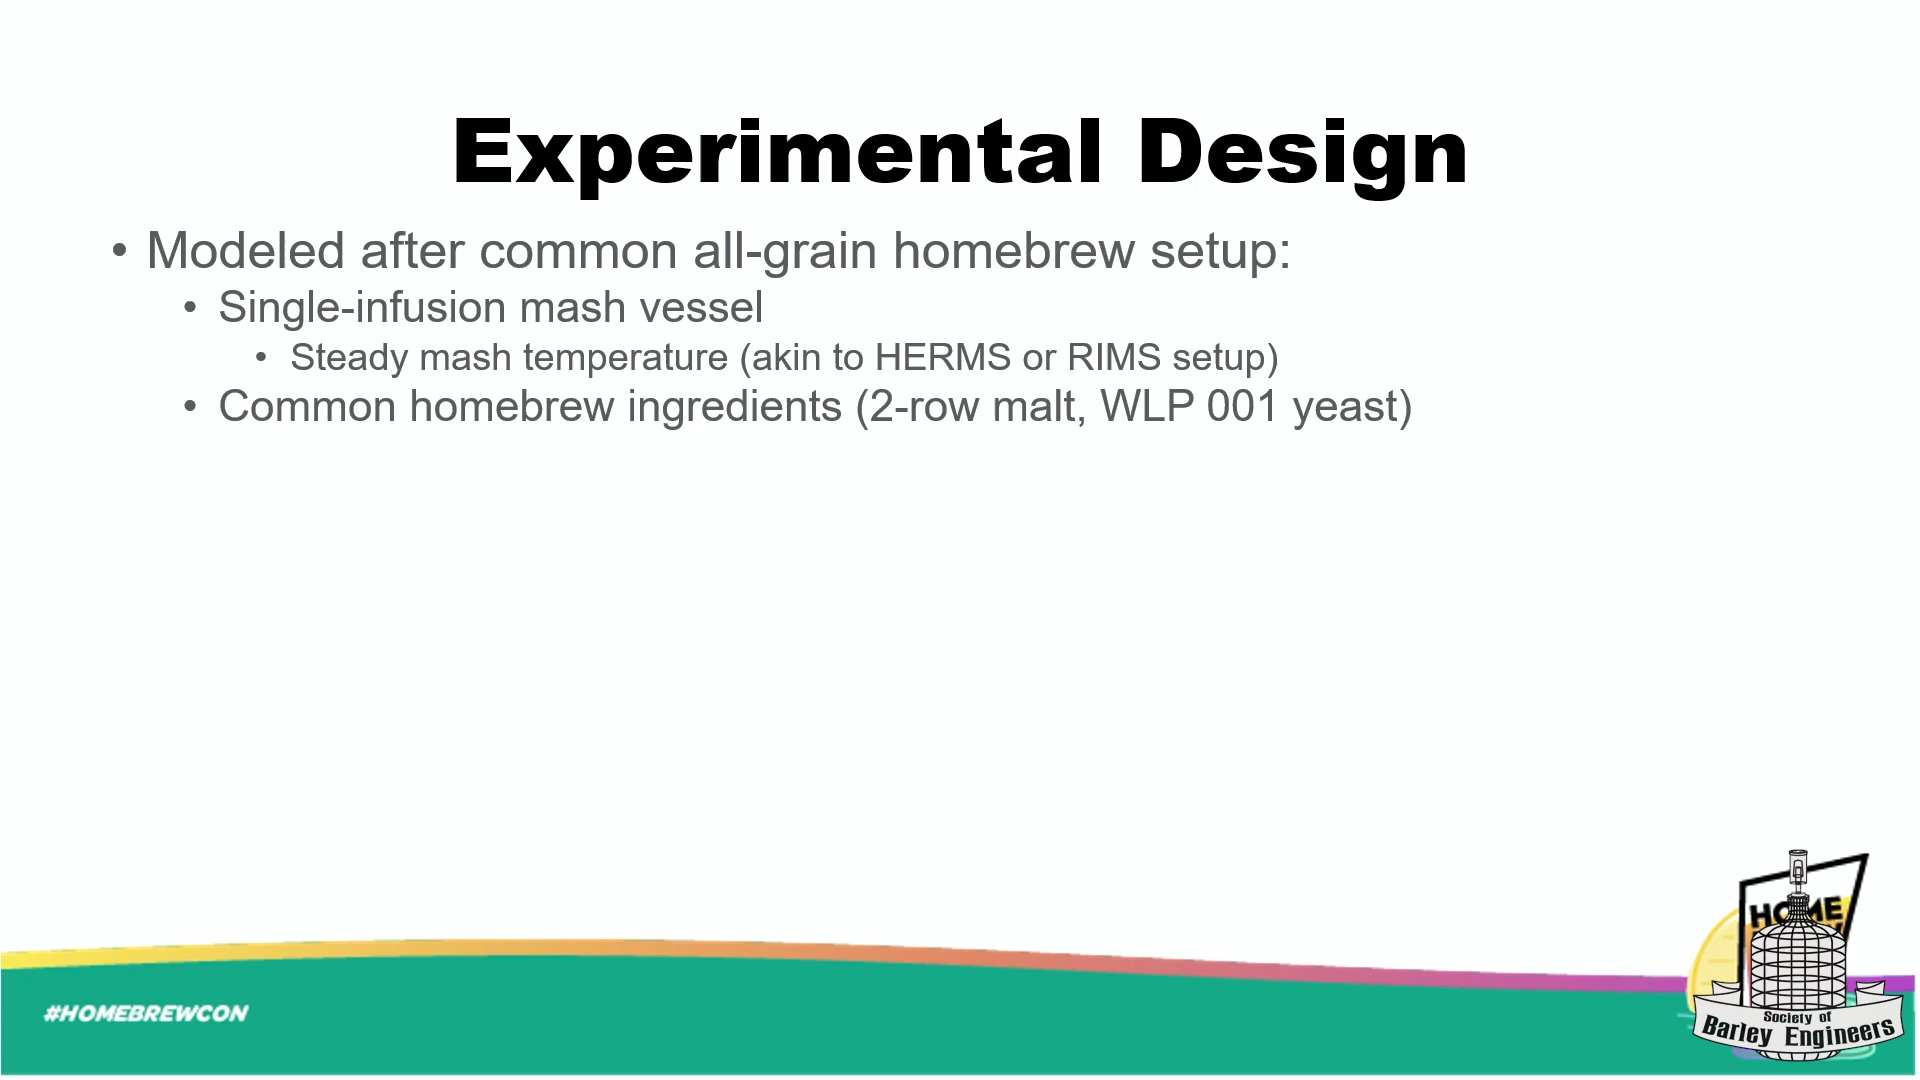 Experimental Design
• Modeled after common all-grain homebrew setup:
• Single-infusion mash vessel
• Steady mash temperature (akin to HERMS or RIMS setup)
• Common homebrew ingredients (2-row malt, WLP 001 yeast)
#HOMEBREWCON
HOME
Society of
Barley Engineers